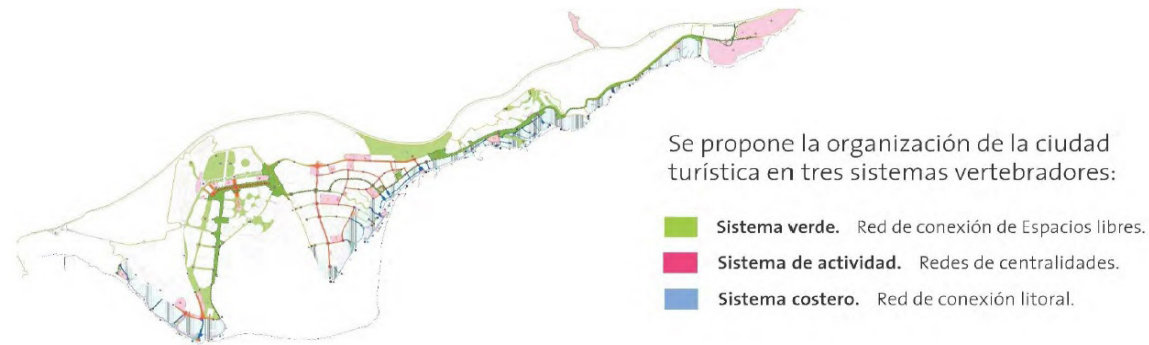 Se propone la organización de la ciudad
turística en tres sistemas vertebradores:
Sistema verde. Red de conexión de Espacios libres.
Sistema de actividad. Redes de centralidades.
Sistema costero. Red de conexión litoral.